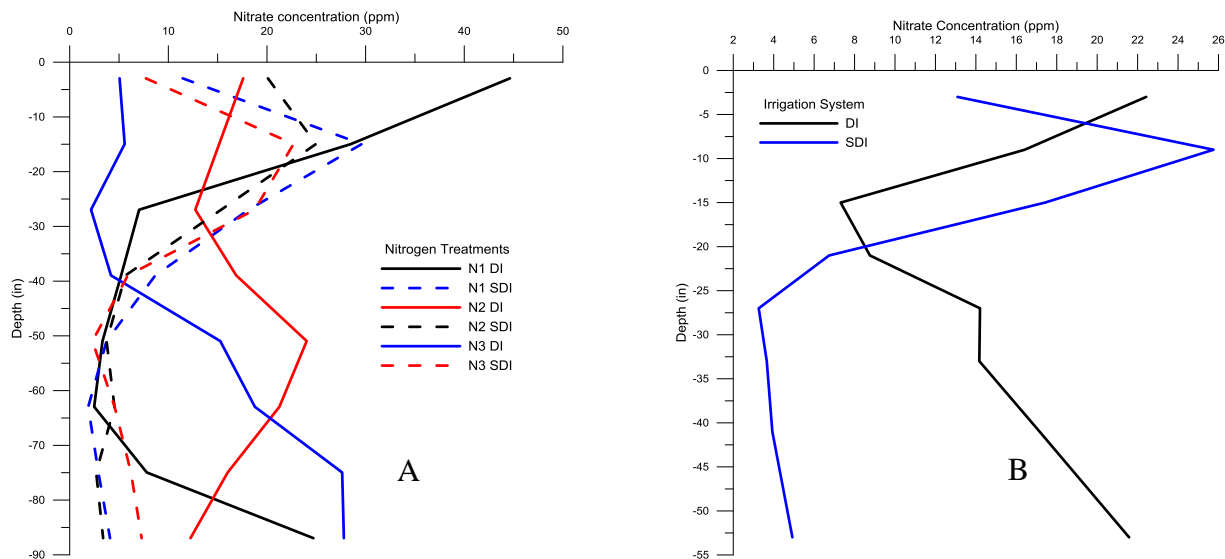 Nitrate concentration (ppm)
0 10 20 30 40 50
0
-10
-20
-30
-40
-50
-60
-70
-80
-90
Depth (in)
Nitrogen Treatments
N1 DI
N1 SDI
N2 DI
N2 SDI
N3 DI
N3 SDI
A
Nitrate Concentration (ppm)
2 4 6 8 10 12 14 16 18 20 22 24 26
0
-5
-10
-15
-20
-25
-30
-35
-40
-45
-50
-55
Depth (in)
Irrigation System
DI
SDI
B